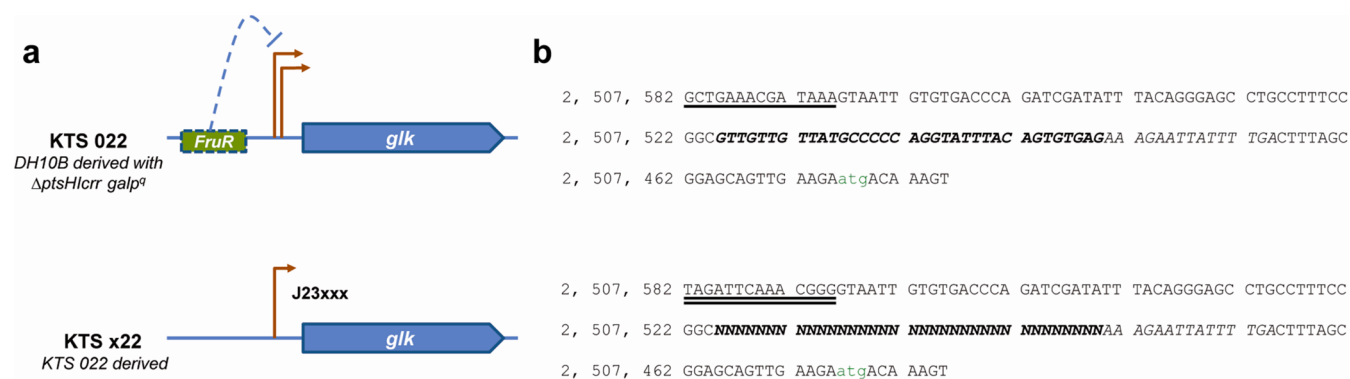 a
FruR
glk
KTS 022
DH10B derived with
ΔptsHIcrr galpq
J23xxx
glk
KTS x22
KTS 022 derived
b
2, 507, 582 GCTGAAACGA TAAAGTAATT GTGTGACCCA GATCGATATT TACAGGGAGC CTGCCTTTCC
2, 507, 522 GGCGTTGTTG TTATGCCCCC AGGTATTTAC AGTGTGAGAA AGAATTATTT TGACTTTAGC
2, 507, 462 GGAGCAGTTG AAGAatgACA AAGT
2, 507, 582 TAGATTCAAA CGGGGTAATT GTGTGACCCA GATCGATATT TACAGGGAGC CTGCCTTTCC
2, 507, 522 GGCNNNNNNN NNNNNNNNNN NNNNNNNNNN NNNNNNNNAA AGAATTATTT TGACTTTAGC
2, 507, 462 GGAGCAGTTG AAGAatgACA AAGT